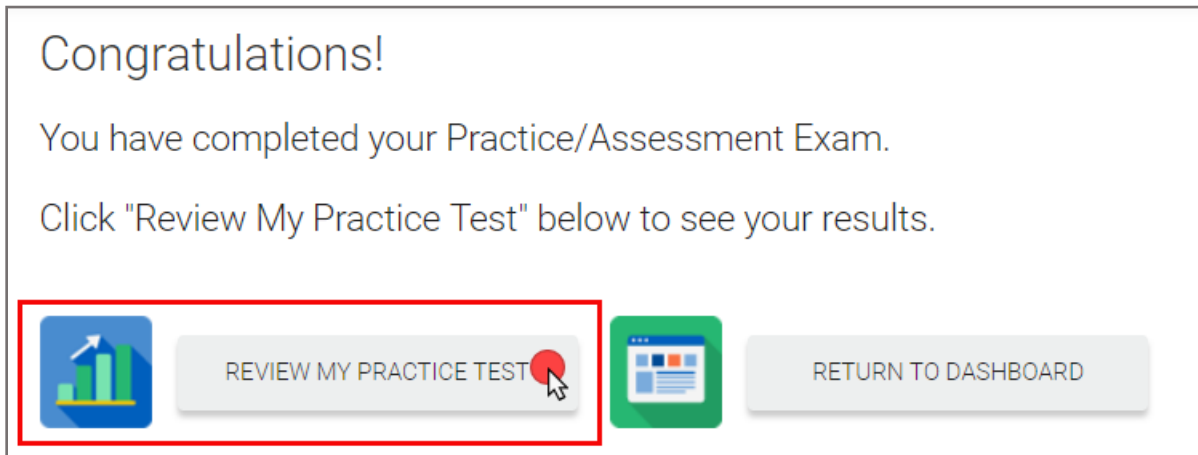 Congratulations!
You have completed your Practice/Assessment Exam.
Click "Review My Practice Test" below to see your results.
REVIEW MY PRACTICE TEST
RETURN TO DASHBOARD